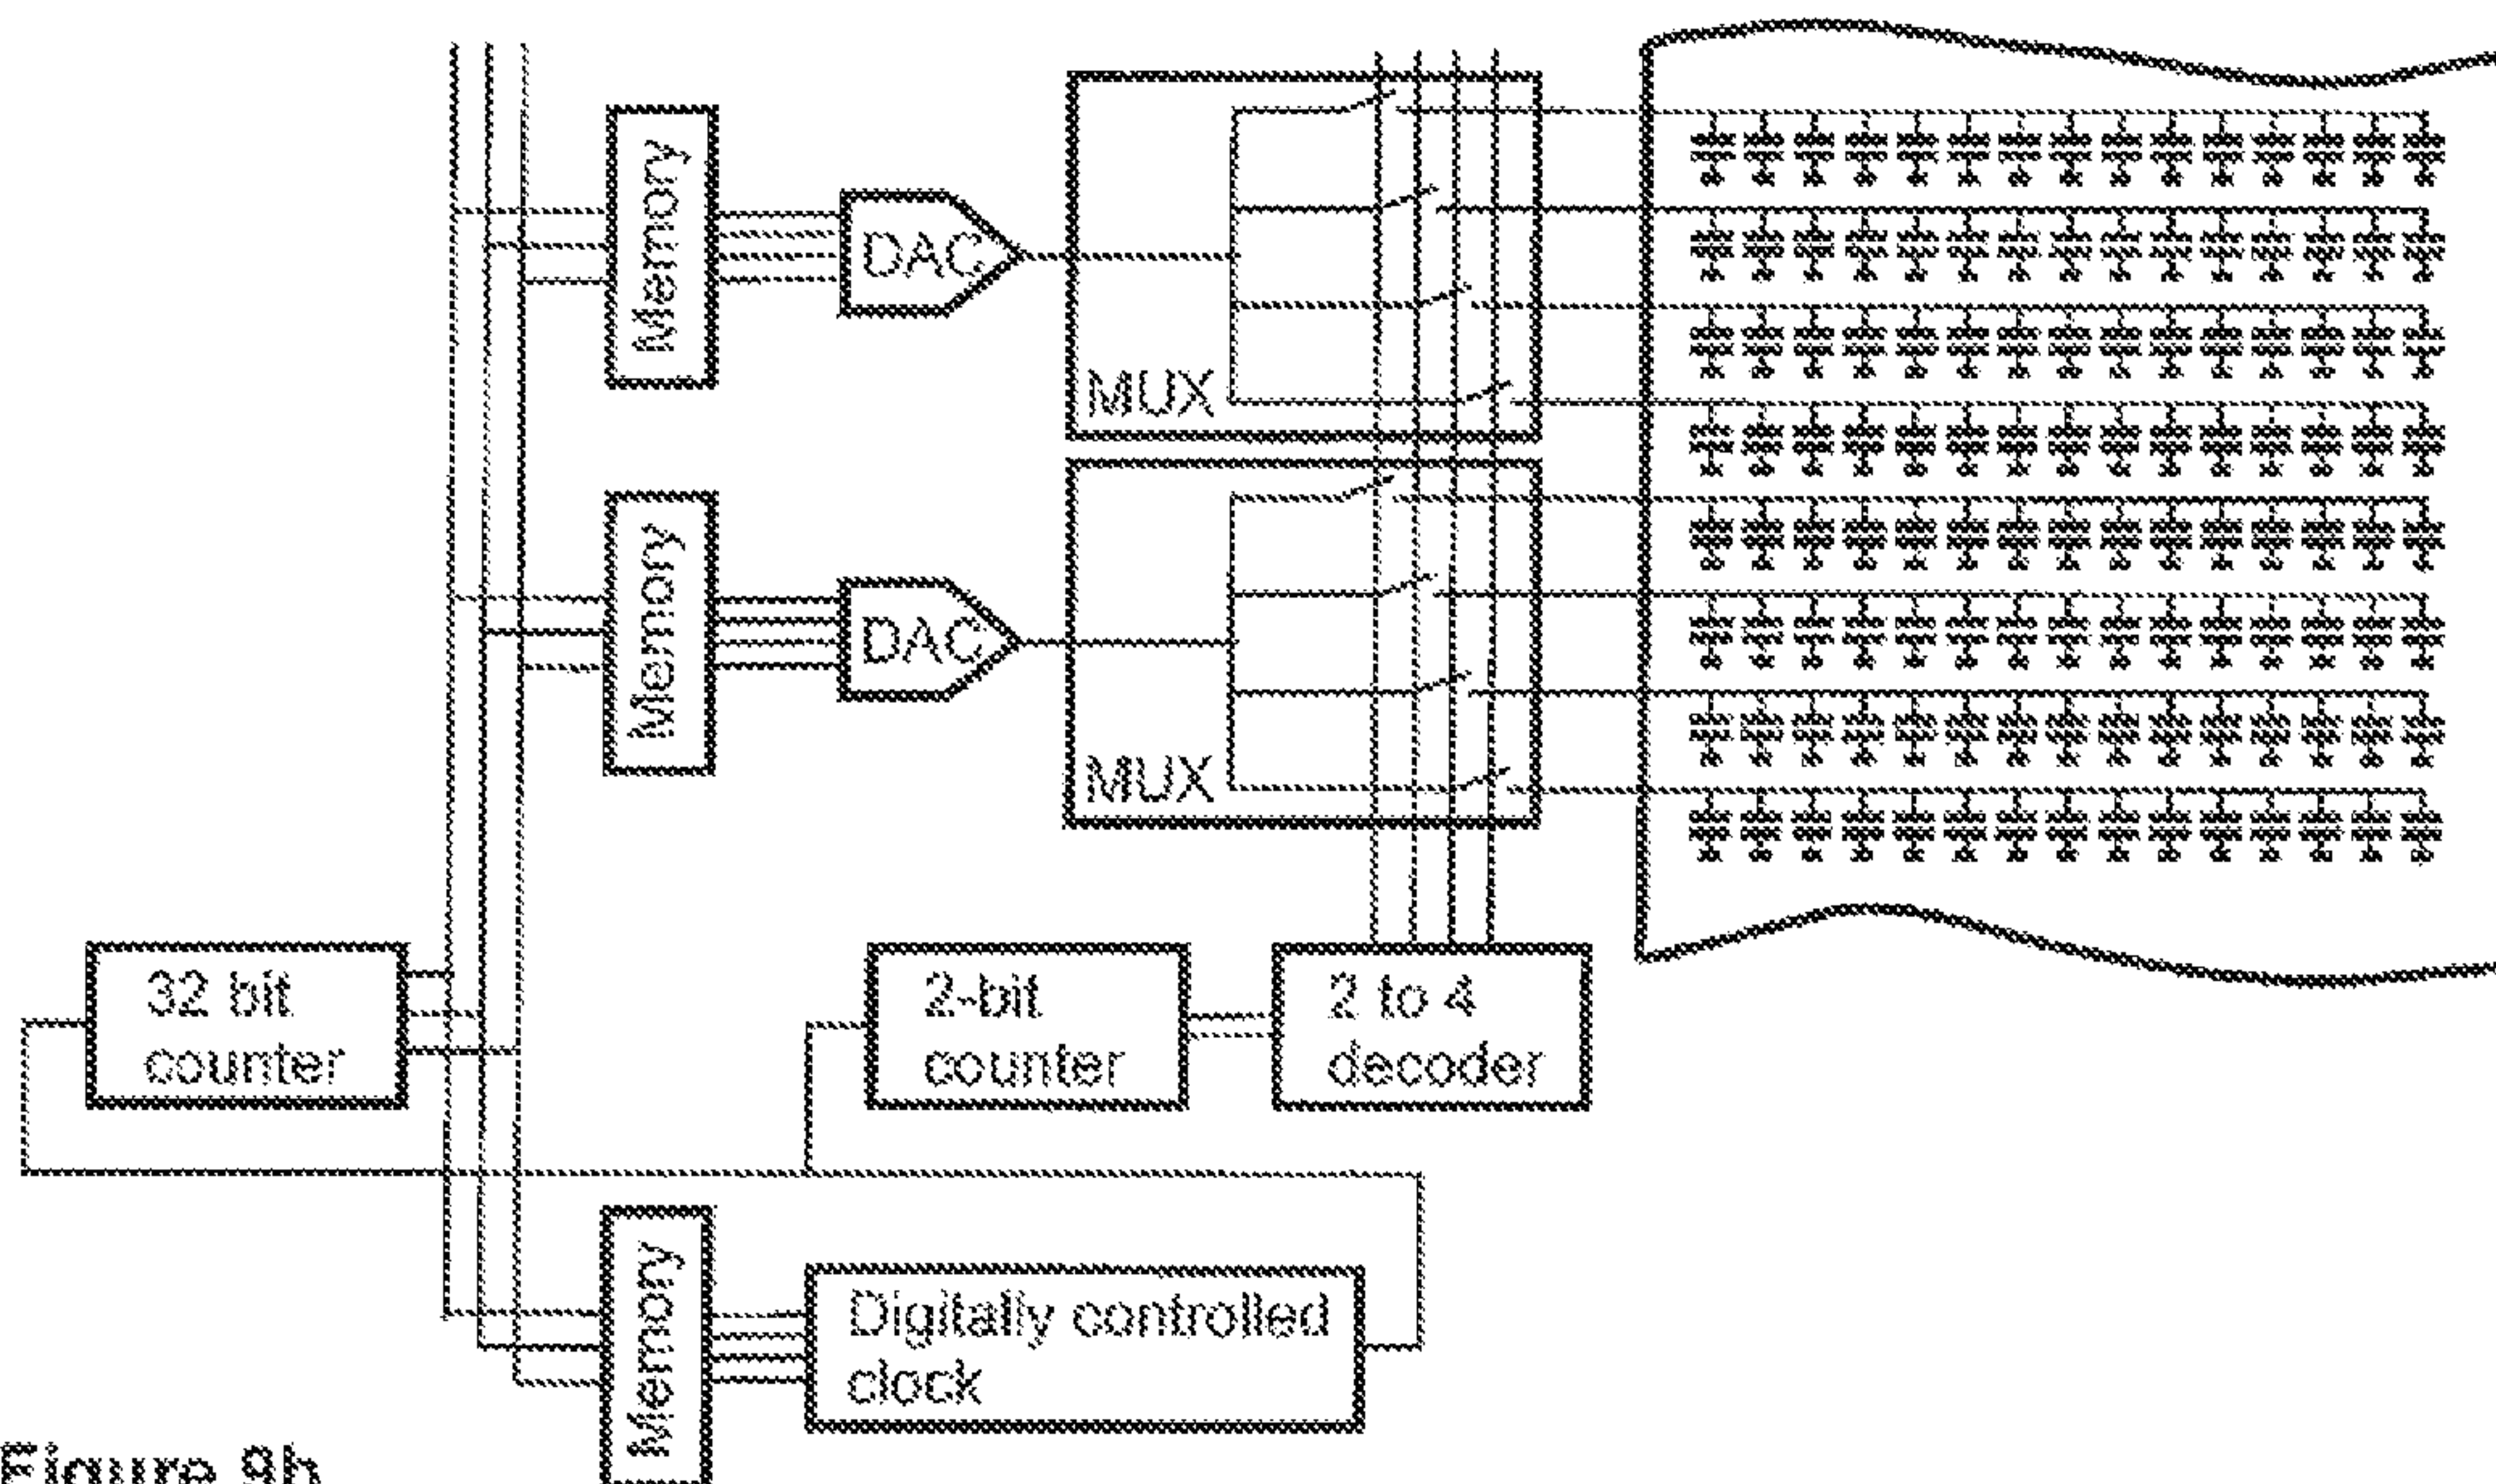 Memory
DAC
MUX
Memory
DAC
MUX
32 bit
counter
2-bit
counter
2 to 4
decoder
Memory
Digitally controlled
clock
Figure 9b